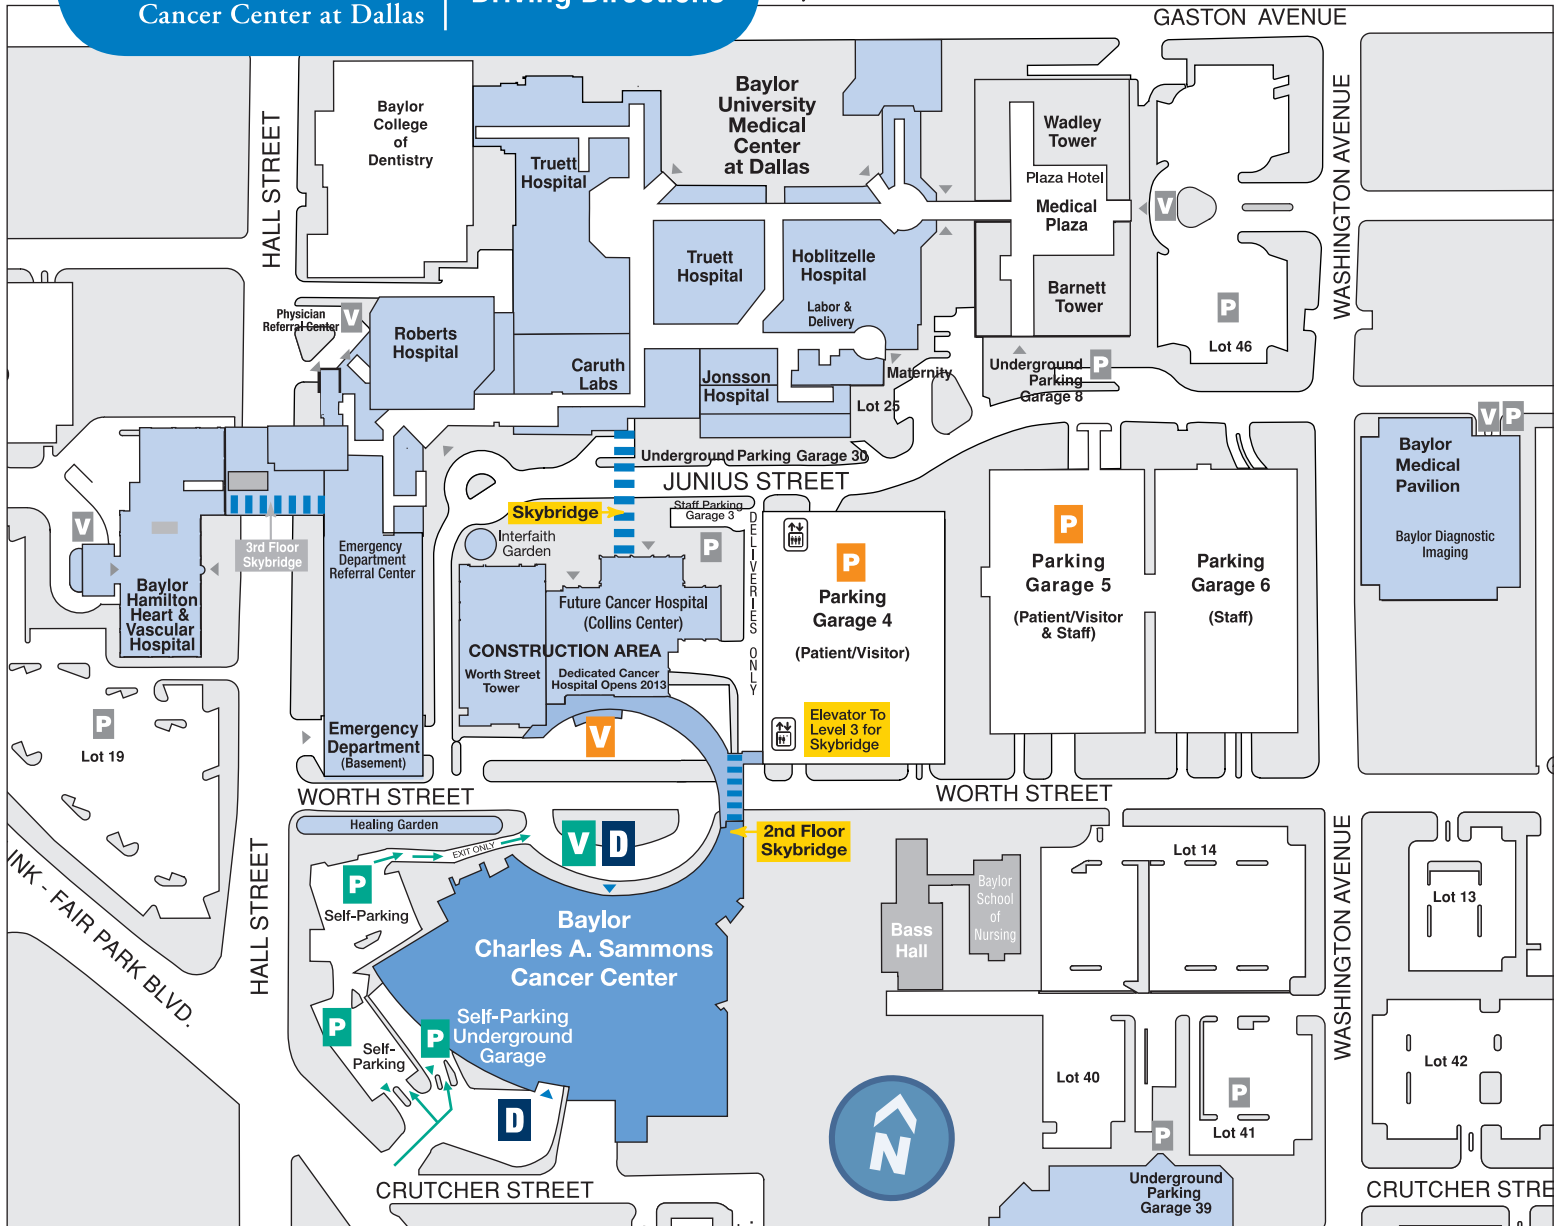 Cancer Center at Dallas
Driving Directions
GASTON AVENUE
HALL STREET
WASHINGTON AVENUE
Baylor
College
of
Dentistry
Truett
Hospital
Baylor
University
Medical
Center
at Dallas
Wadley
Tower
Plaza Hotel
Medical
Plaza
V
Truett
Hospital
Hoblitzelle
Hospital
Labor &
Delivery
Barnett
Tower
P
Lot 46
Physician
Referral Center
V
Roberts
Hospital
Caruth
Labs
Jonsson
Hospital
Maternity
Lot 25
Underground
Parking
Garage 8
P
V P
Baylor
Medical
Pavilion
Baylor Diagnostic
Imaging
Underground Parking Garage 30
JUNIUS STREET
Skybridge
Staff Parking
Garage 3
P
DELIVERIES ONLY
Interfaith
Garden
V
3rd Floor
Skybridge
Emergency
Department
Referral Center
Baylor
Hamilton
Heart &
Vascular
Hospital
Future Cancer Hospital
(Collins Center)
CONSTRUCTION AREA
Worth Street
Tower
Dedicated Cancer
Hospital Opens 2013
P
Parking
Garage 4
(Patient/Visitor)
Elevator To
Level 3 for
Skybridge
P
Parking
Garage 5
(Patient/Visitor
& Staff)
Parking
Garage 6
(Staff)
P
Lot 19
Emergency
Department
(Basement)
V
WORTH STREET
WORTH STREET
Healing Garden
EXIT ONLY
V D
2nd Floor
Skybridge
P
Self-Parking
HALL STREET
INK - FAIR PARK BLVD.
Baylor
Charles A. Sammons
Cancer Center
Bass
Hall
Baylor
School
of
Nursing
Lot 14
WASHINGTON AVENUE
Lot 13
P
Self-
Parking
P
Self-Parking
Underground
Garage
D
N
Lot 40
P
Lot 41
P
Lot 42
Underground
Parking
Garage 39
CRUTCHER STREET
CRUTCHER STRE